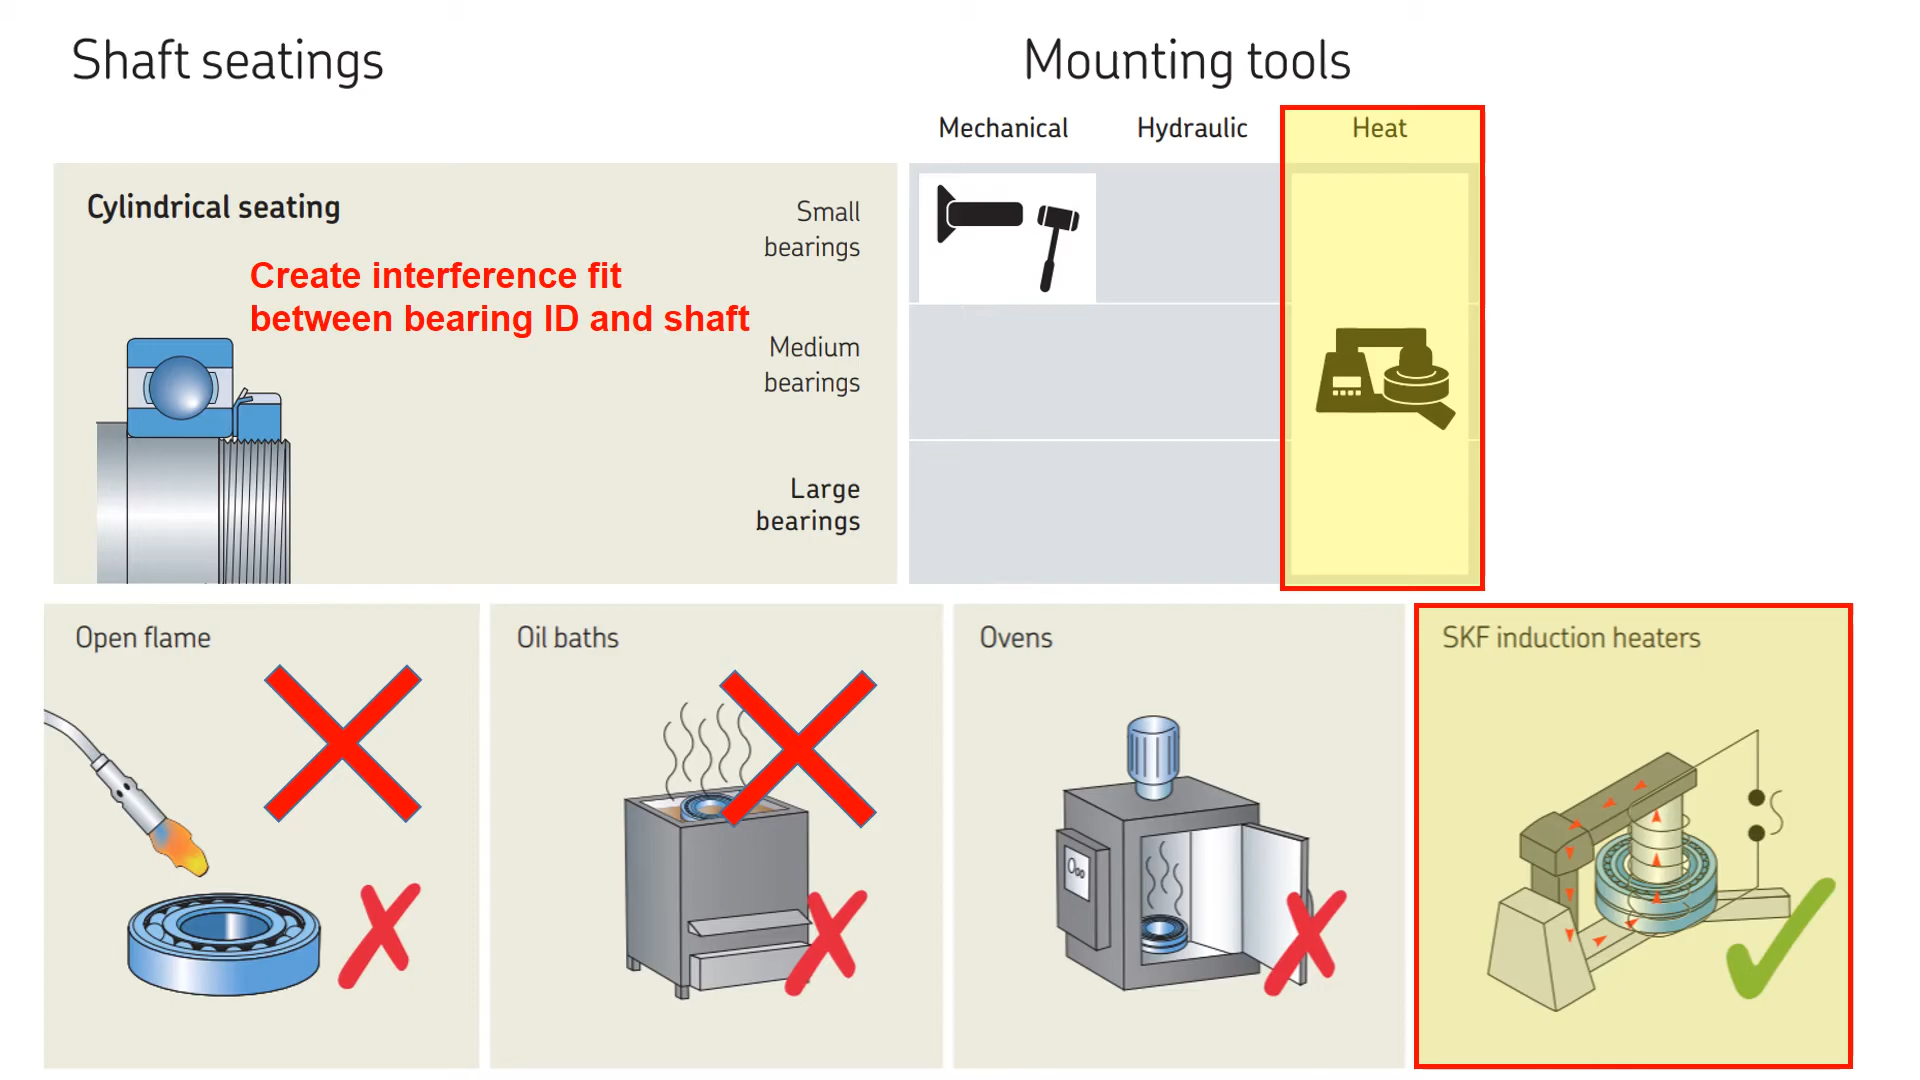 Shaft seatings
Mounting tools
Mechanical
Hydraulic
Heat
Cylindrical seating
Small
bearings
Create interference fit
between bearing ID and shaft
Medium
bearings
Large
bearings
Open flame
Oil baths
Ovens
SKF induction heaters